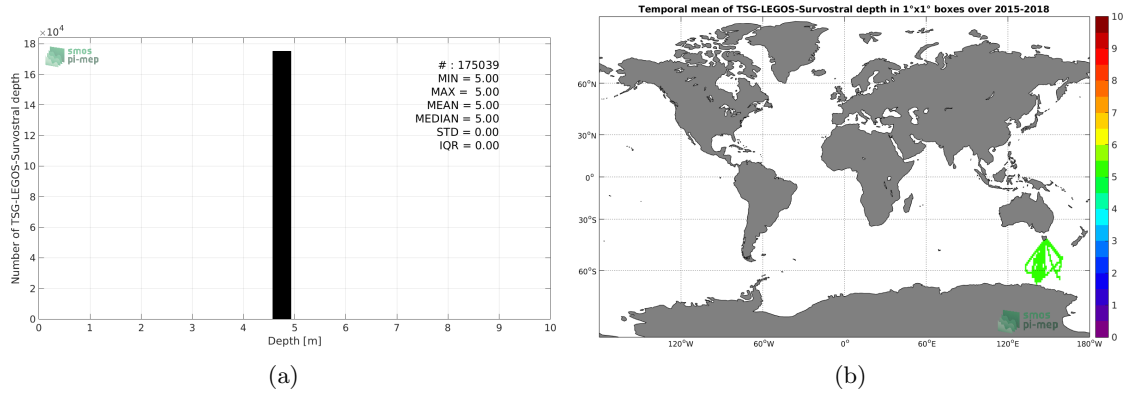 ×10⁴
18
16
14
12
10
8
6
4
2
0
Number of TSG-LEGOS-Survostral depth
smos
pi-mep
# : 175039
MIN = 5.00
MAX = 5.00
MEAN = 5.00
MEDIAN = 5.00
STD = 0.00
IQR = 0.00
0 1 2 3 4 5 6 7 8 9 10
Depth [m]
(a)
Temporal mean of TSG-LEGOS-Survostral depth in 1°x1° boxes over 2015-2018
60°N
30°N
0°
30°S
60°S
120°W 60°W 0° 60°E 120°E 180°W
smos
pi-mep
10
9
8
7
6
5
4
3
2
1
0
(b)